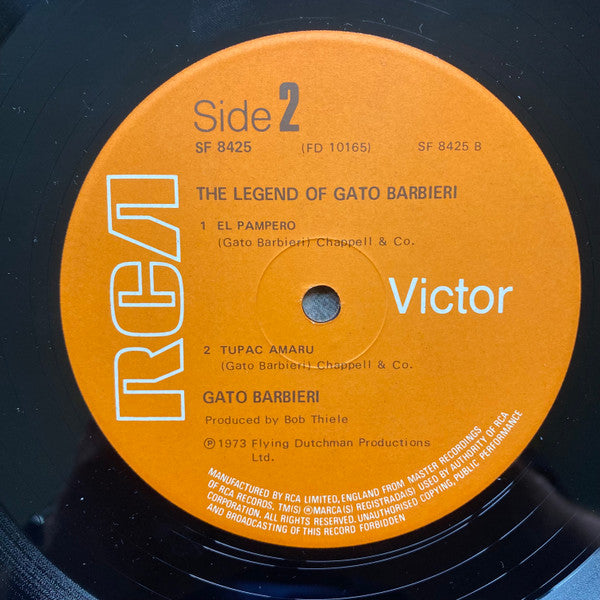 Side 2
SF 8425 (FD 10165) SF 8425 B
THE LEGEND OF GATO BARBIERI
1 EL PAMPERO
(Gato Barbieri) Chappell & Co.
RCA
Victor
2 TUPAC AMARU
(Gato Barbieri) Chappell & Co.
GATO BARBIERI
Produced by Bob Thiele
Ⓟ1973 Flying Dutchman Productions
Ltd.
MANUFACTURED BY RCA LIMITED, ENGLAND FROM MASTER RECORDINGS
OF RCA RECORDS. TM(S) ®MARCA(S) REGISTRADA(S) USED BY AUTHORITY OF RCA
CORPORATION. ALL RIGHTS RESERVED. UNAUTHORISED COPYING PUBLIC PERFORMANCE
AND BROADCASTING OF THIS RECORD FORBIDDEN